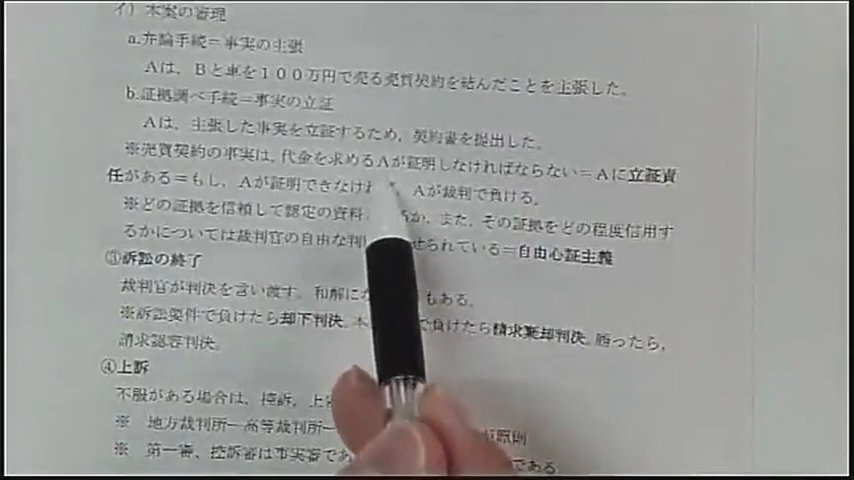 イ）本案の審理
a.弁論手続＝事実の主張
Aは、Bと車を１００万円で売る売買契約を結んだことを主張した。
b.証拠調べ手続＝事実の立証
Aは、主張した事実を立証するため、契約書を提出した。
※売買契約の事実は、代金を求めるAが証明しなければならない＝Aに立証責
任がある＝もし、Aが証明できなけれ Aが裁判で負ける。
※どの証拠を信頼して認定の資料 るか、また、その証拠をどの程度信用す
るかについては裁判官の自由な判 せられている＝自由心証主義
③訴訟の終了
裁判官が判決を言い渡す。和解に もある。
※訴訟要件で負けたら却下判決。本 で負けたら請求棄却判決。勝ったら、
請求認容判決。
④上訴
不服がある場合は、控訴、上
※ 地方裁判所―高等裁判所― 原則
※ 第一審、控訴審は事実審であ である